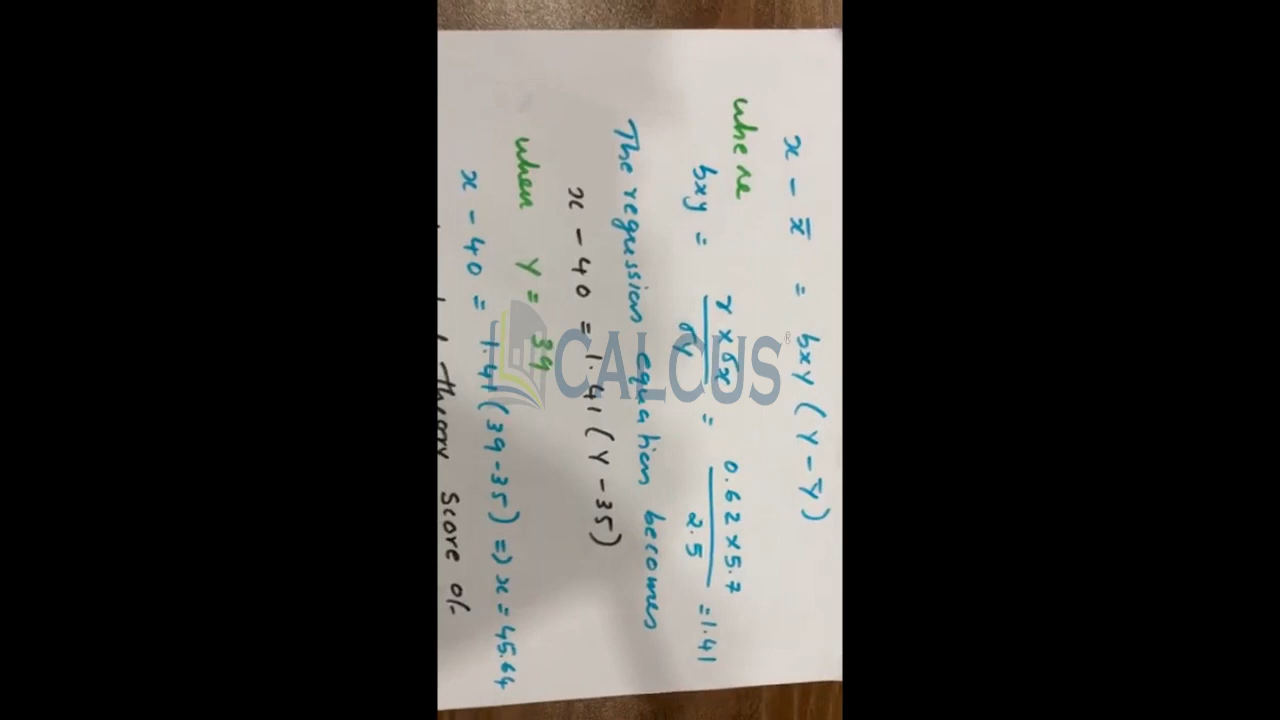 x - x̄ = bxy (Y - Ȳ)
where
bxy = r × σx / σy = 0.62 × 5.7 / 2.5 = 1.41
The regression equation becomes
x - 40 = 1.41 (Y - 35)
when Y = 39
x - 40 = 1.41 (39 - 35) => x = 45.64
theory score of
CALCUS®